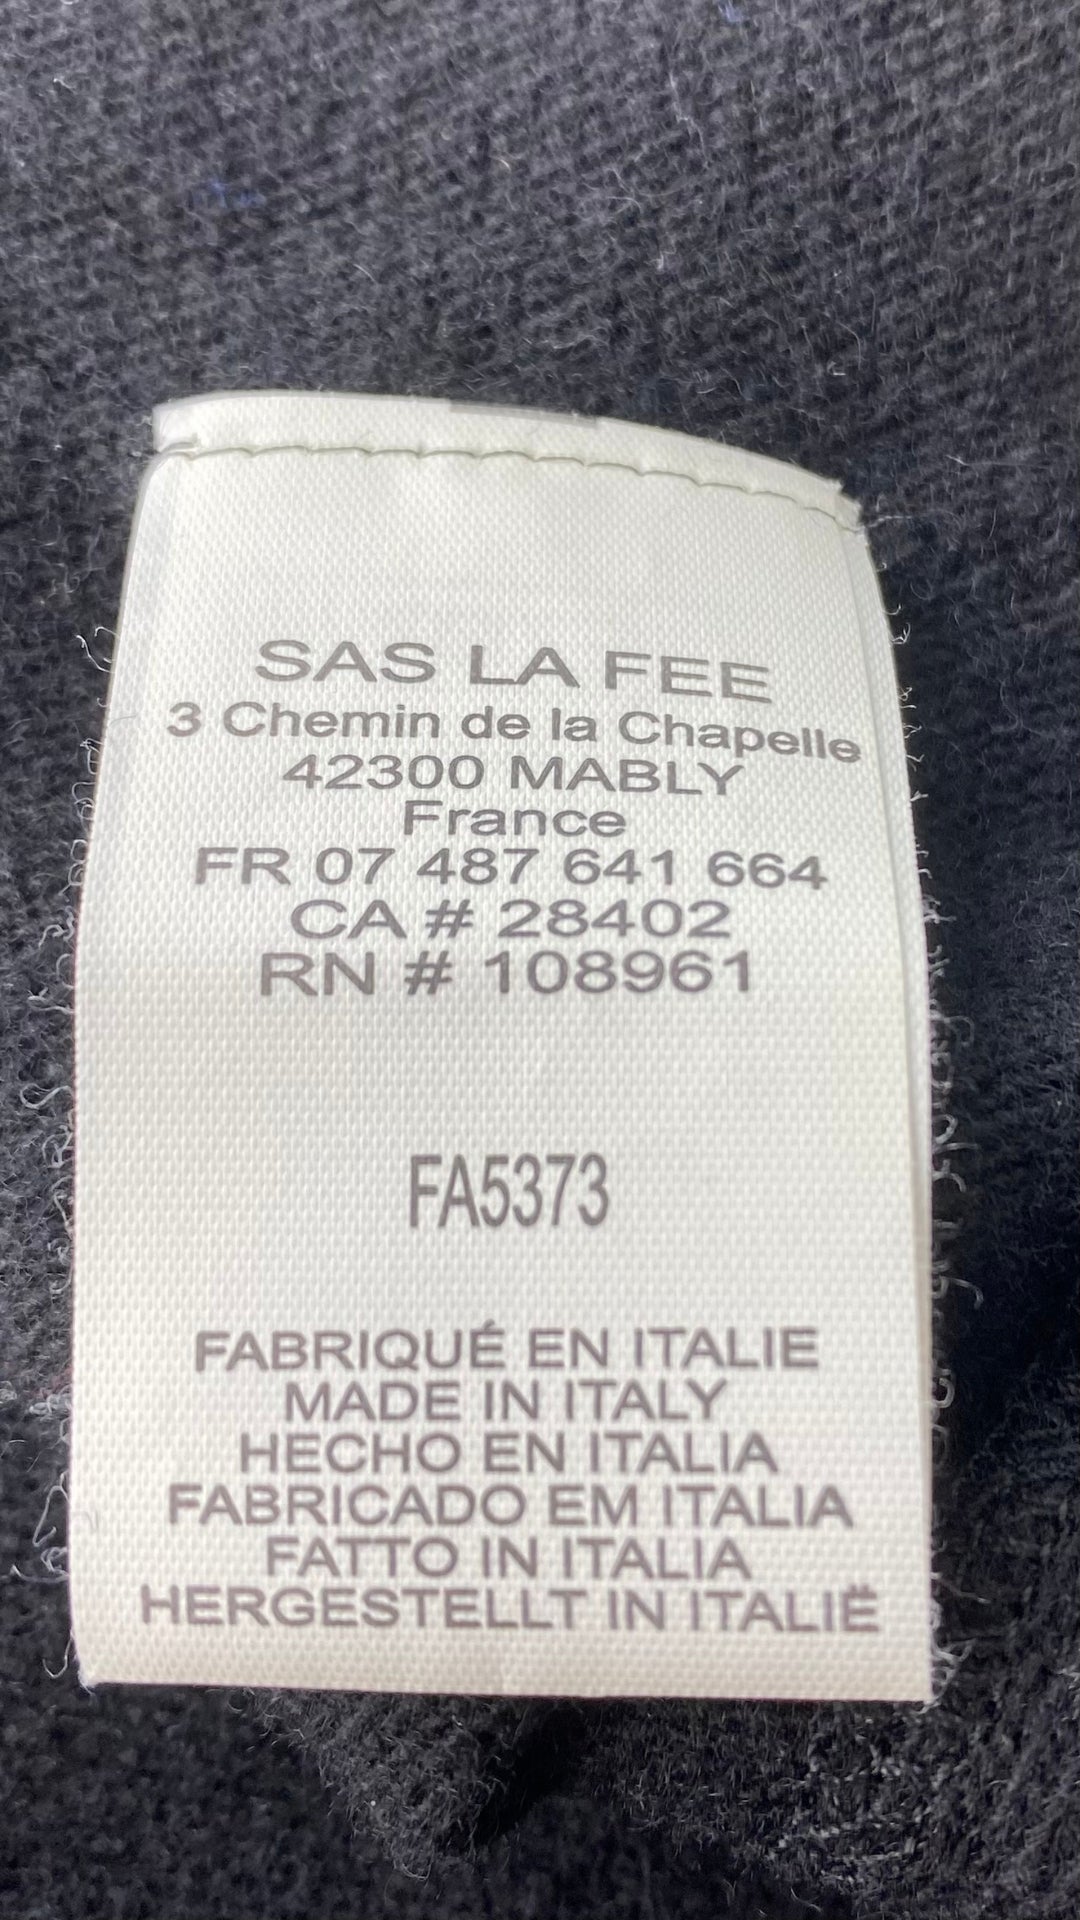 SAS LA FEE
3 Chemin de la Chapelle
42300 MABLY
France
FR 07 487 641 664
CA # 28402
RN # 108961
FA5373
FABRIQUÉ EN ITALIE
MADE IN ITALY
HECHO EN ITALIA
FABRICADO EM ITALIA
FATTO IN ITALIA
HERGESTELLT IN ITALIË